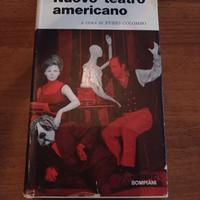 Nuovo teatro
americano
A CURA DI FURIO COLOMBO
BOMPIANI